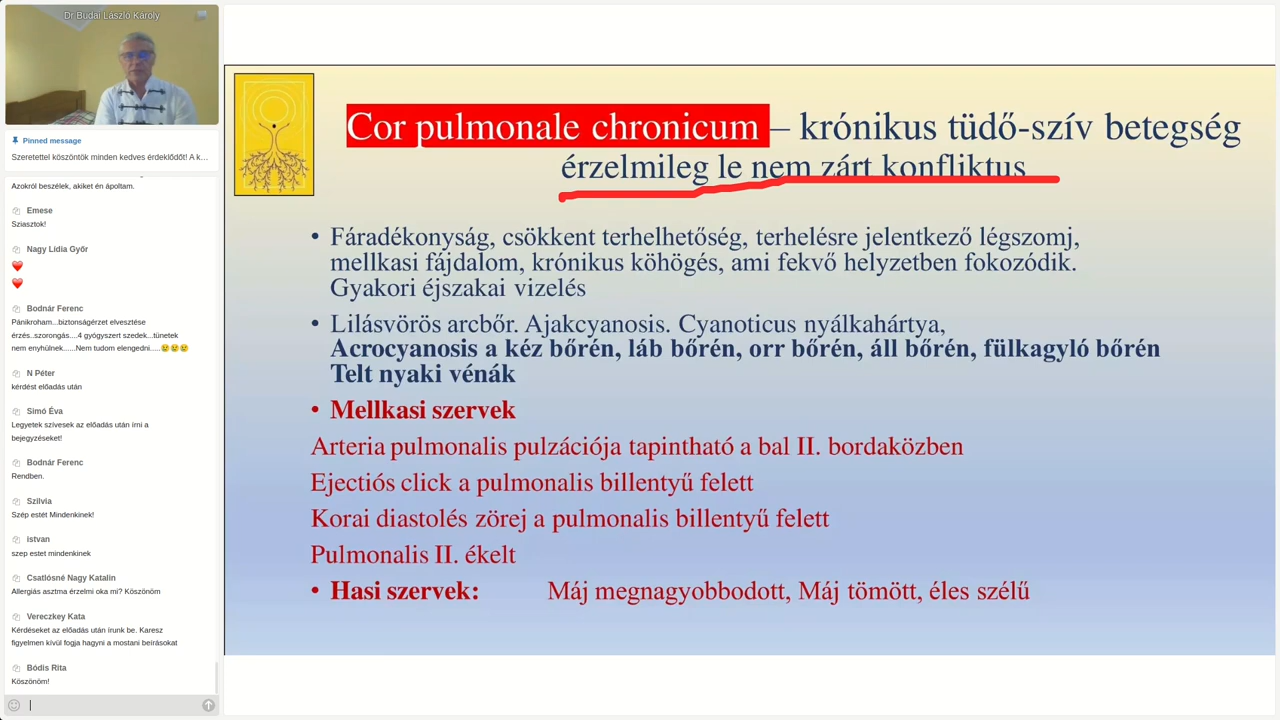 Dr Budai László Károly
Pinned message
Szeretettel köszöntök minden kedves érdeklődőt! A k…
Azokról beszélek, akiket én ápoltam.
Emese
Sziasztok!
Nagy Lídia Győr
Bodnár Ferenc
Pánikroham...biztonságérzet elvesztése
érzés..szorongás....4 gyógyszert szedek...tünetek
nem enyhülnek......Nem tudom elengedni.....😢😢😢
N Péter
kérdést előadás után
Simó Éva
Legyetek szívesek az előadás után írni a
bejegyzéseket!
Bodnár Ferenc
Rendben.
Szilvia
Szép estét Mindenkinek!
istvan
szep estet mindenkinek
Csatlósné Nagy Katalin
Allergiás asztma érzelmi oka mi? Köszönöm
Vereczkey Kata
Kérdéseket az előadás után írunk be. Karesz
figyelmen kívül fogja hagyni a mostani beírásokat
Bódis Rita
Köszönöm!
Cor pulmonale chronicum – krónikus tüdő-szív betegség
érzelmileg le nem zárt konfliktus
• Fáradékonyság, csökkent terhelhetőség, terhelésre jelentkező légszomj,
mellkasi fájdalom, krónikus köhögés, ami fekvő helyzetben fokozódik.
Gyakori éjszakai vizelés
• Lilásvörös arcbőr. Ajakcyanosis. Cyanoticus nyálkahártya,
Acrocyanosis a kéz bőrén, láb bőrén, orr bőrén, áll bőrén, fülkagyló bőrén
Telt nyaki vénák
• Mellkasi szervek
Arteria pulmonalis pulzációja tapintható a bal II. bordaközben
Ejectiós click a pulmonalis billentyű felett
Korai diastolés zörej a pulmonalis billentyű felett
Pulmonalis II. ékelt
• Hasi szervek: Máj megnagyobbodott, Máj tömött, éles szélű